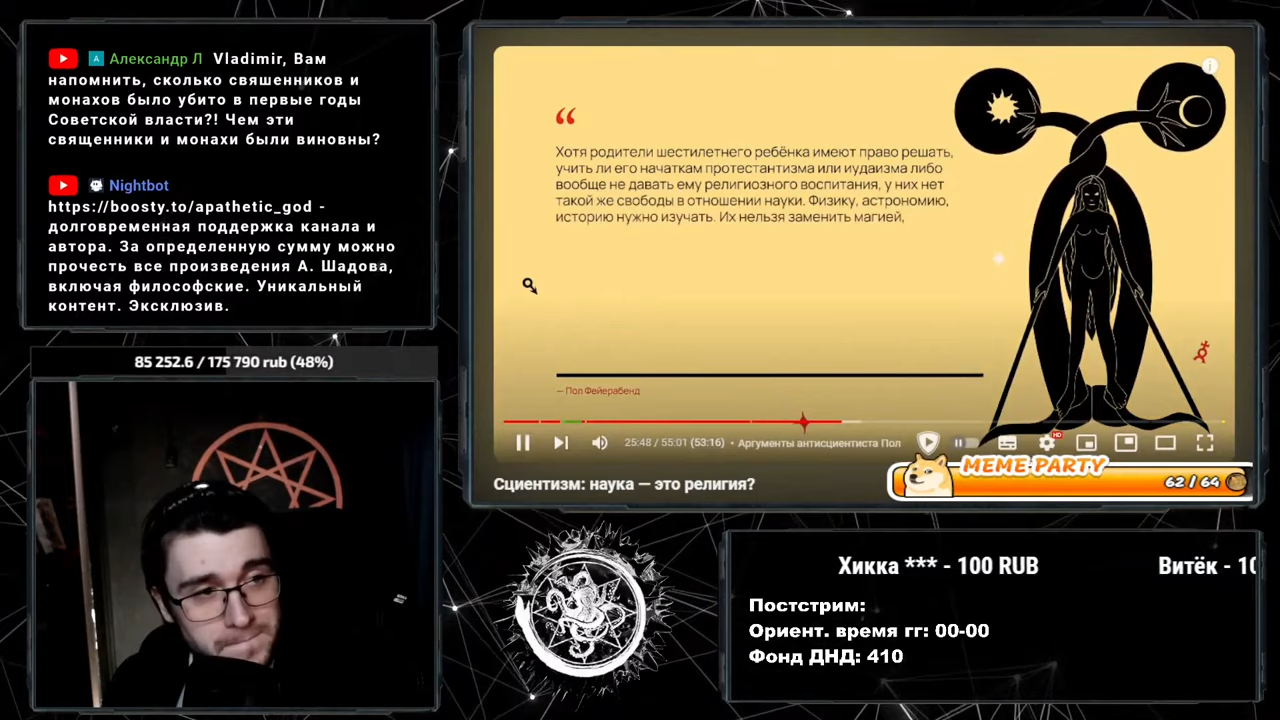 Александр Л Vladimir, Вам
напомнить, сколько свяшенников и
монахов было убито в первые годы
Советской власти?! Чем эти
священники и монахи были виновны?
Nightbot
https://boosty.to/apathetic_god -
долговременная поддержка канала и
автора. За определенную сумму можно
прочесть все произведения А. Шадова,
включая философские. Уникальный
контент. Эксклюзив.
85 252.6 / 175 790 rub (48%)
“
Хотя родители шестилетнего ребёнка имеют право решать,
учить ли его начаткам протестантизма или иудаизма либо
вообще не давать ему религиозного воспитания, у них нет
такой же свободы в отношении науки. Физику, астрономию,
историю нужно изучать. Их нельзя заменить магией,
— Пол Фейерабенд
25:48 / 55:01 (53:16) • Аргументы антисциентиста Пол
HD
MEME PARTY
62 / 64
Сциентизм: наука — это религия?
Хикка *** - 100 RUB
Витёк - 10
Постстрим:
Ориент. время гг: 00-00
Фонд ДНД: 410